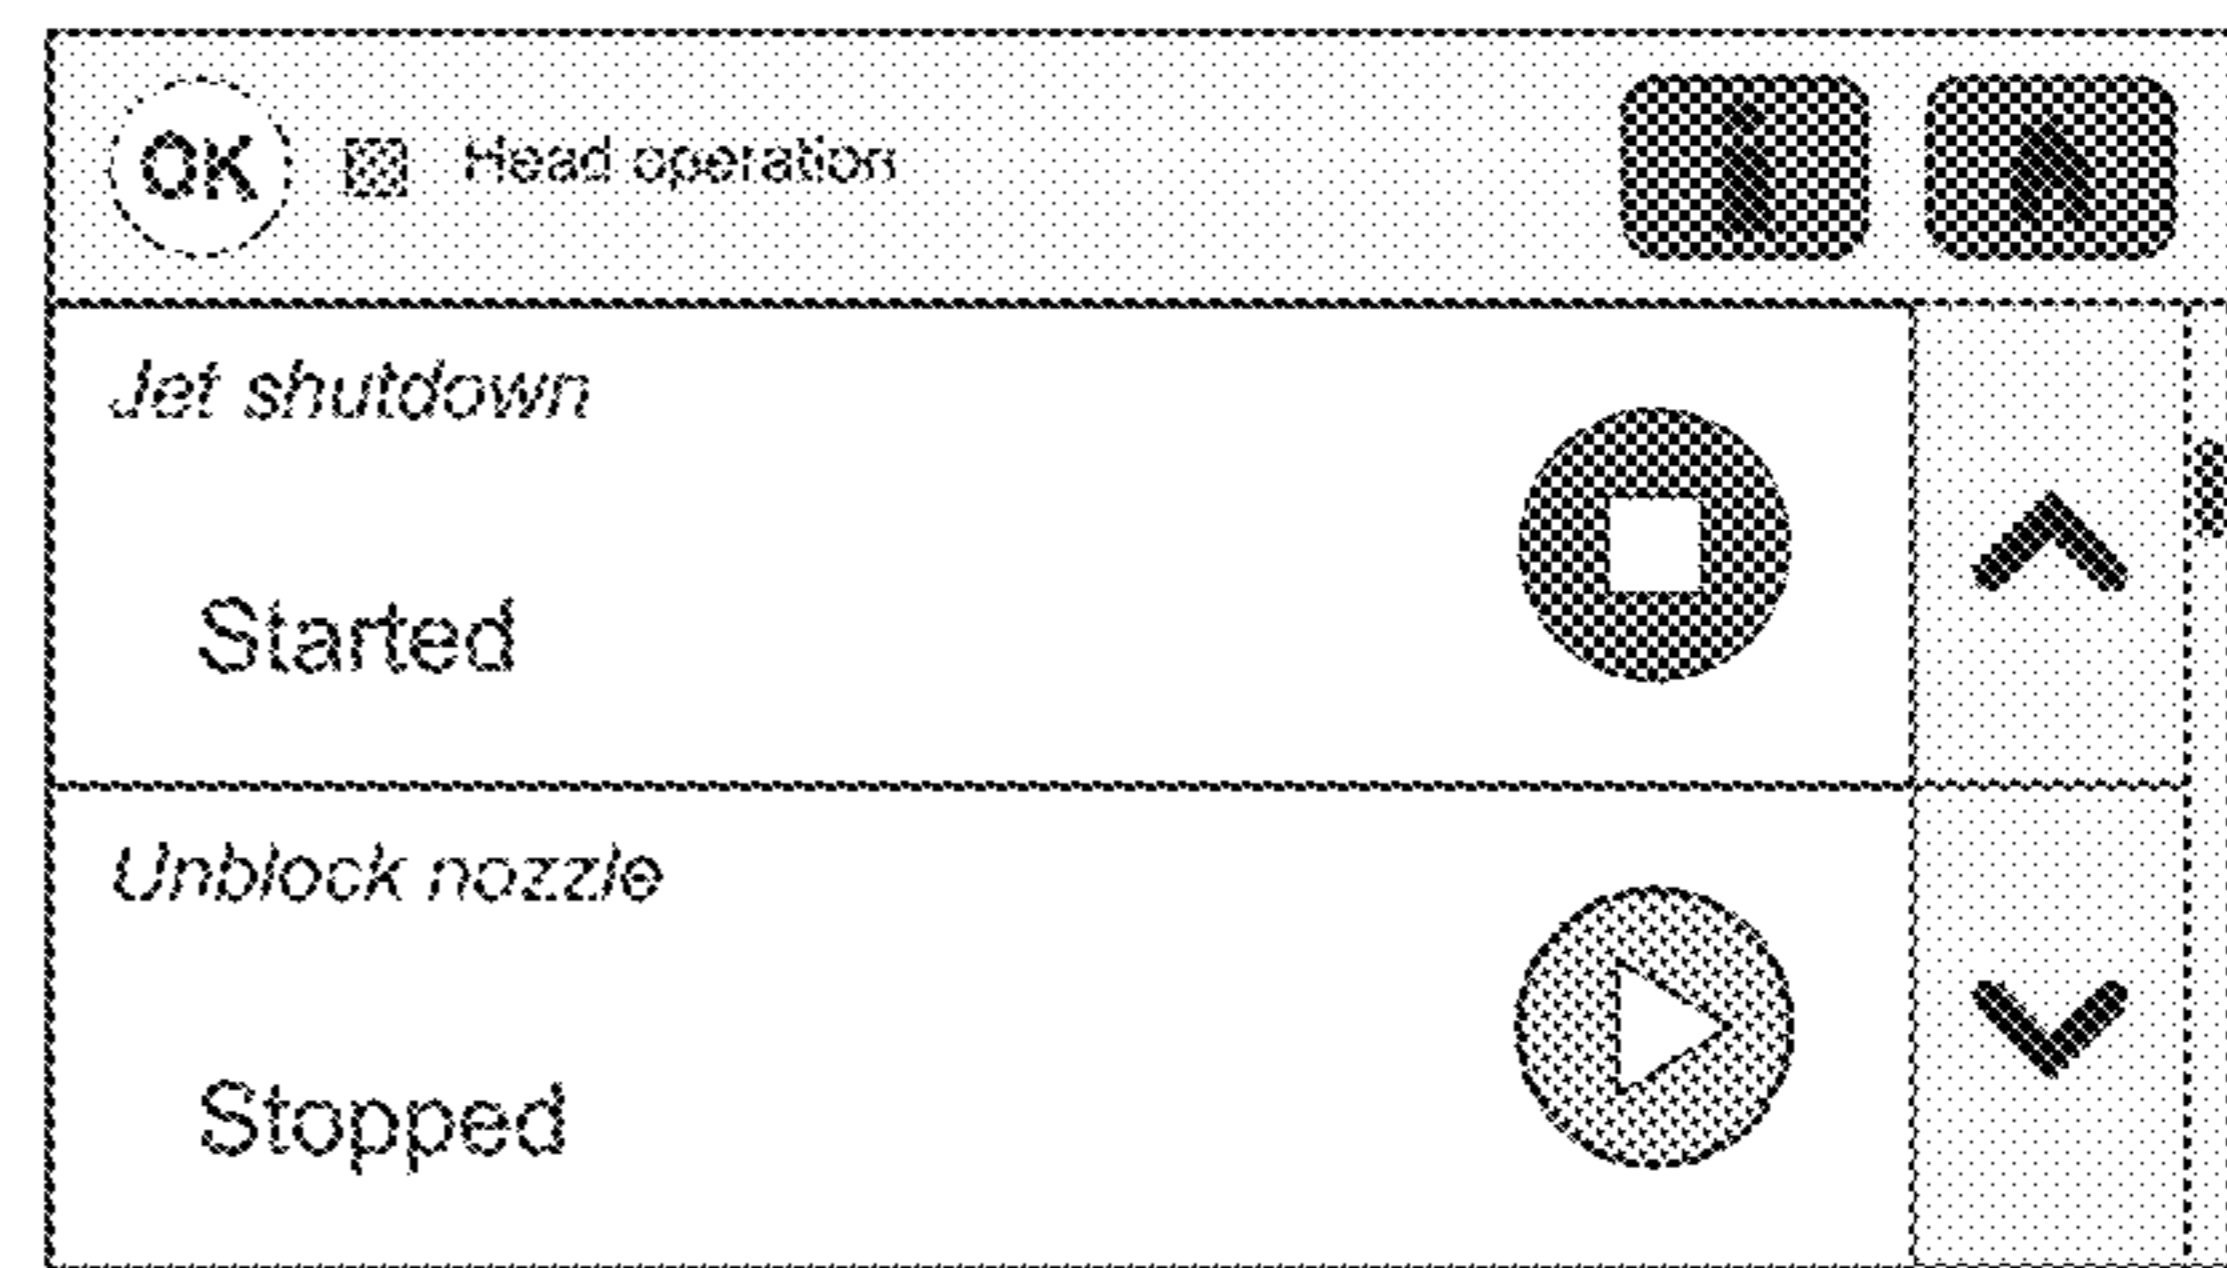 OK Head operation i
Jet shutdown
Started
Unblock nozzle
Stopped